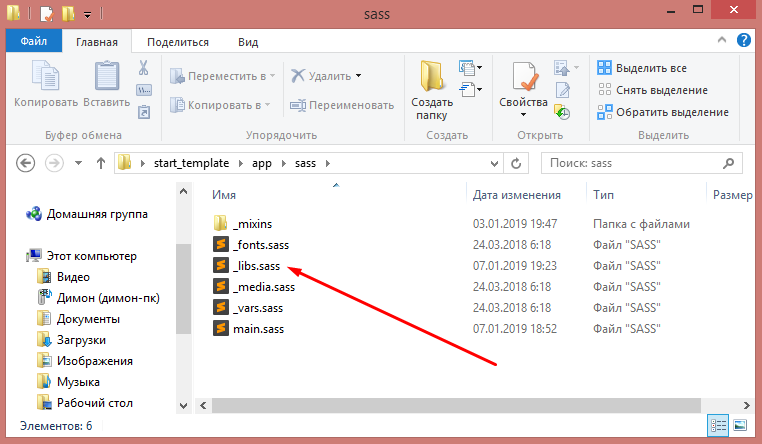 sass
Файл Главная Поделиться Вид
Копировать Вставить
Переместить в
Копировать в
Удалить
Переименовать
Создать папку
Свойства
Выделить все
Снять выделение
Обратить выделение
Буфер обмена Упорядочить Создать Открыть Выделить
start_template app sass
Поиск: sass
Имя Дата изменения Тип Размер
Домашняя группа
Этот компьютер
Видео
Димон (димон-пк)
Документы
Загрузки
Изображения
Музыка
Рабочий стол
_mixins 03.01.2019 19:47 Папка с файлами
_fonts.sass 24.03.2018 6:18 Файл "SASS"
_libs.sass 07.01.2019 19:23 Файл "SASS"
_media.sass 24.03.2018 6:18 Файл "SASS"
_vars.sass 24.03.2018 6:18 Файл "SASS"
main.sass 07.01.2019 18:52 Файл "SASS"
Элементов: 6